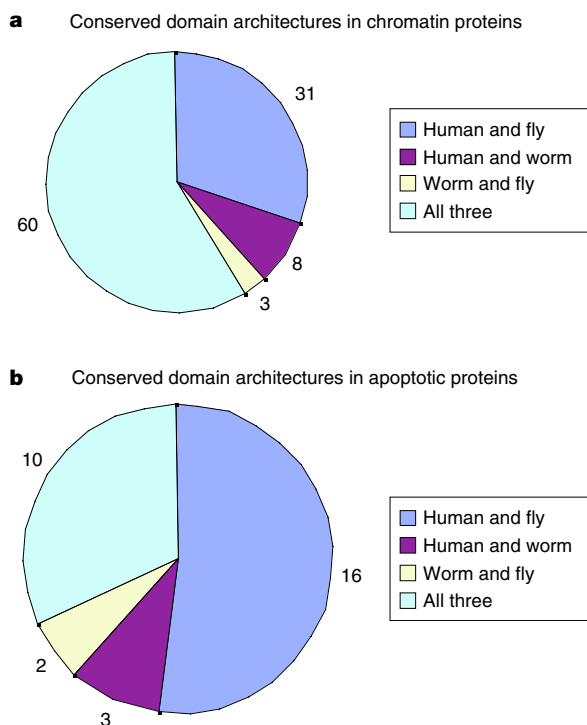 a Conserved domain architectures in chromatin proteins
31
Human and fly
Human and worm
Worm and fly
All three
60
8
3
b Conserved domain architectures in apoptotic proteins
10
Human and fly
Human and worm
Worm and fly
All three
16
2
3